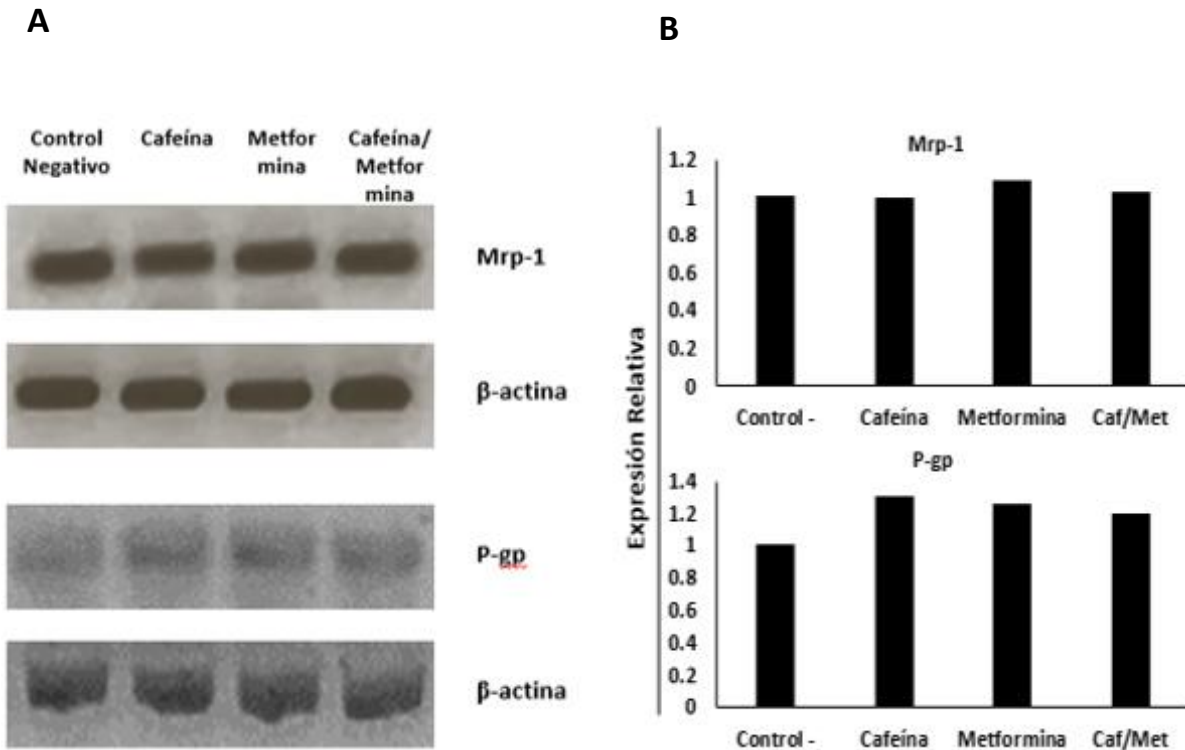 A
B
Control
Negativo
Cafeína
Metfor
mina
Cafeína/
Metfor
mina
Mrp-1
β-actina
P-gp
β-actina
Expresión Relativa
Mrp-1
1.2
1
0.8
0.6
0.4
0.2
0
Control - Cafeína Metformina Caf/Met
P-gp
1.4
1.2
1
0.8
0.6
0.4
0.2
0
Control - Cafeína Metformina Caf/Met